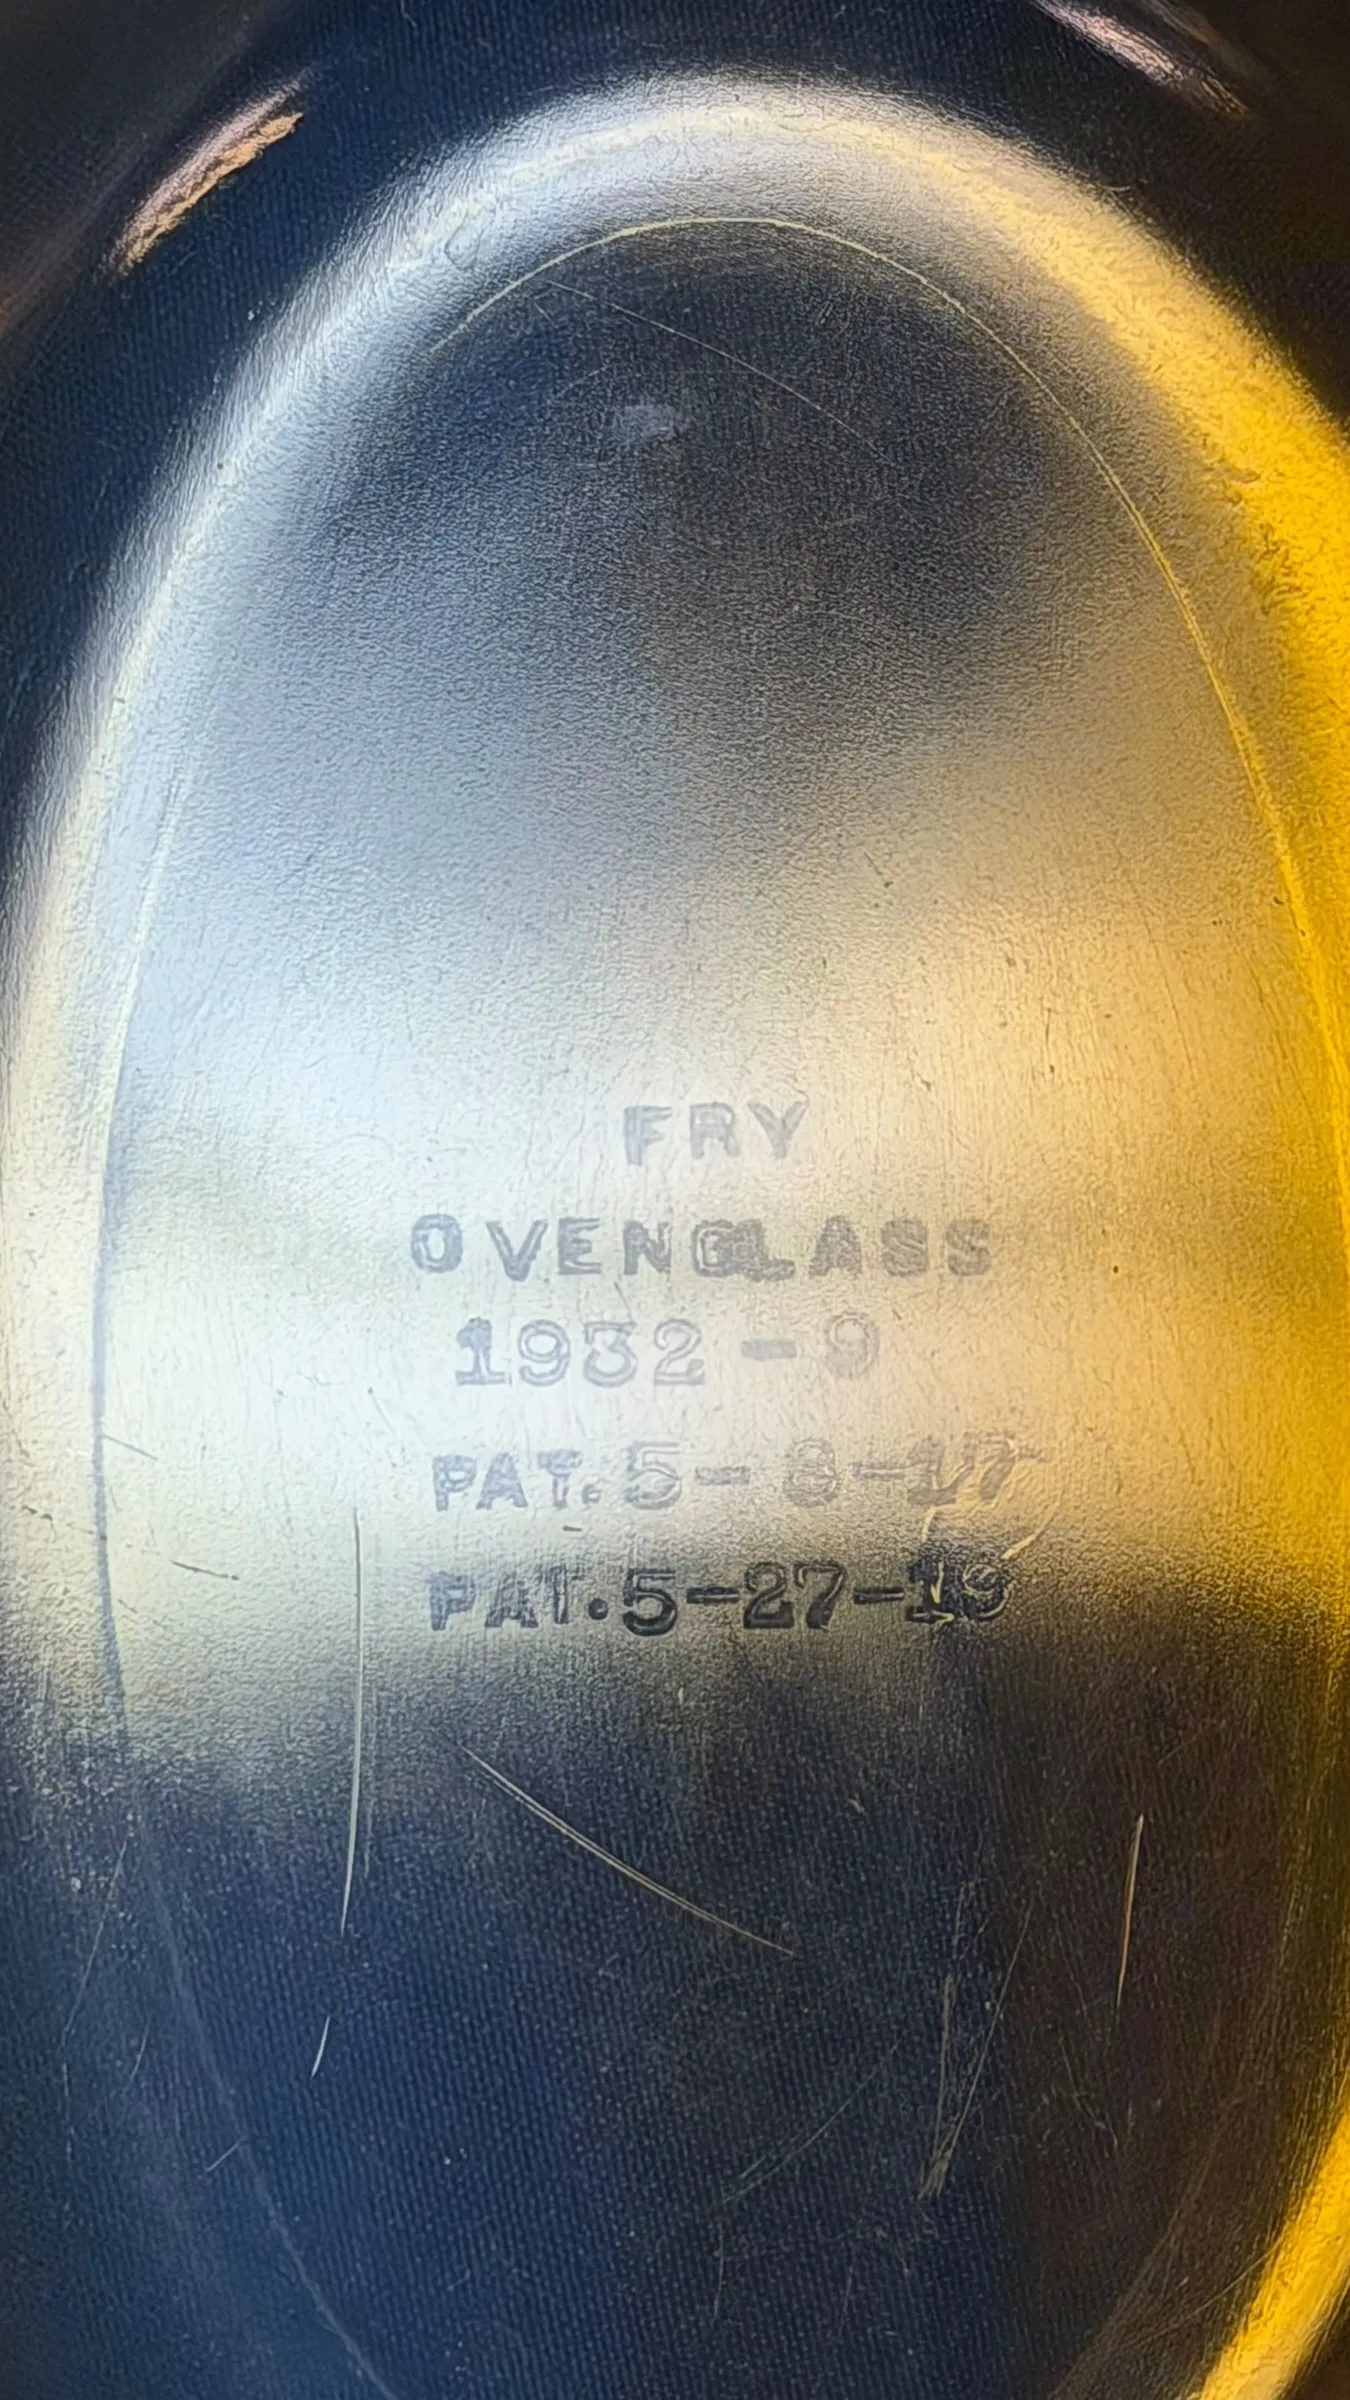 FRY
OVENGLASS
1932-9
PAT. 5-8-17
PAT. 5-27-19